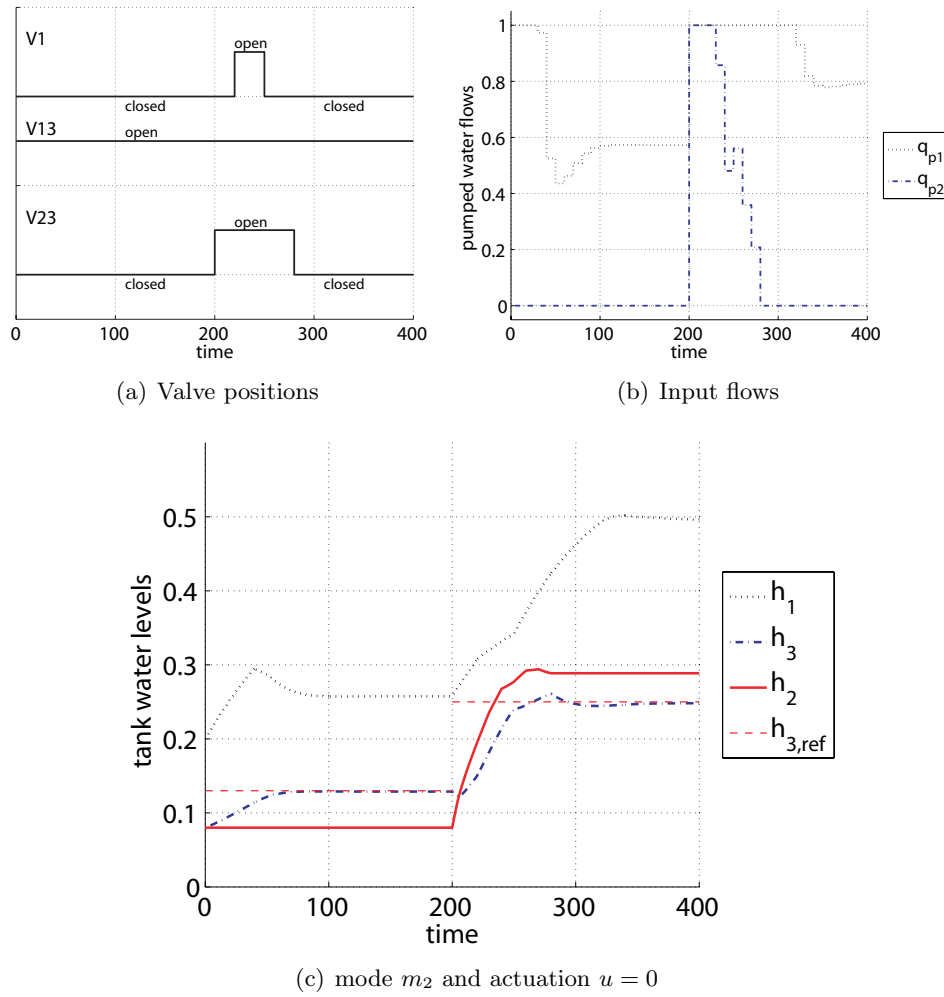 V1
open
closed
closed
V13
open
V23
open
closed
closed
0 100 200 300 400
time
(a) Valve positions
pumped water flows
1
0.8
0.6
0.4
0.2
0
0 100 200 300 400
time
q_p1
q_p2
(b) Input flows
tank water levels
0.5
0.4
0.3
0.2
0.1
0
0 100 200 300 400
time
h_1
h_3
h_2
h_3,ref
(c) mode m_2 and actuation u = 0